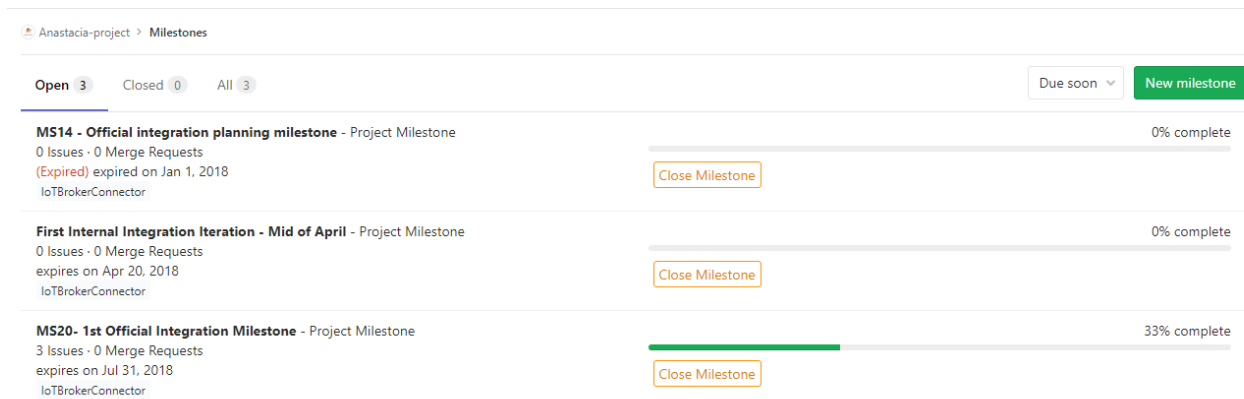 Anastacia-project > Milestones
Open 3 Closed 0 All 3 Due soon New milestone
MS14 - Official integration planning milestone - Project Milestone 0% complete
0 Issues · 0 Merge Requests
(Expired) expired on Jan 1, 2018 Close Milestone
IoTBrokerConnector
First Internal Integration Iteration - Mid of April - Project Milestone 0% complete
0 Issues · 0 Merge Requests
expires on Apr 20, 2018 Close Milestone
IoTBrokerConnector
MS20- 1st Official Integration Milestone - Project Milestone 33% complete
3 Issues · 0 Merge Requests
expires on Jul 31, 2018 Close Milestone
IoTBrokerConnector